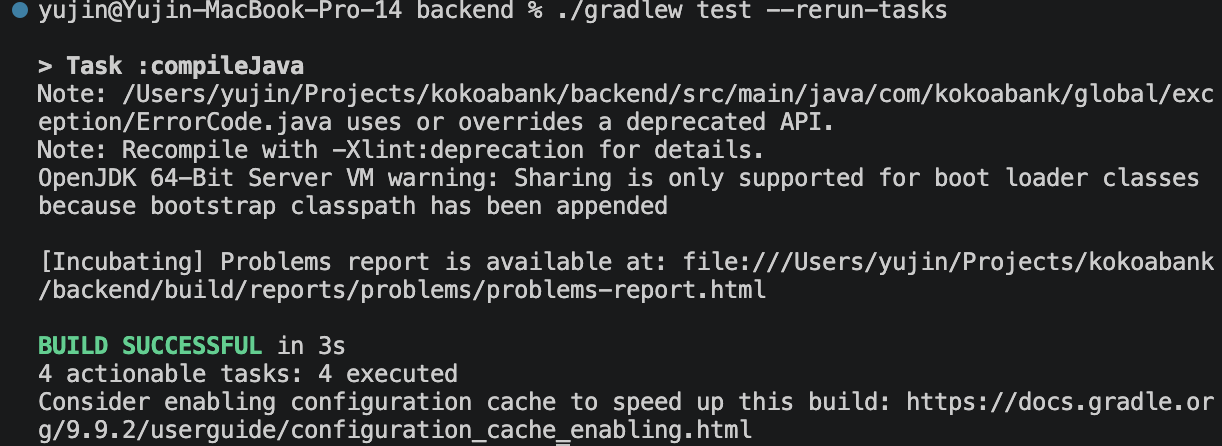 yujin@Yujin-MacBook-Pro-14 backend % ./gradlew test --rerun-tasks
> Task :compileJava
Note: /Users/yujin/Projects/kokoabank/backend/src/main/java/com/kokoabank/global/exc
eption/ErrorCode.java uses or overrides a deprecated API.
Note: Recompile with -Xlint:deprecation for details.
OpenJDK 64-Bit Server VM warning: Sharing is only supported for boot loader classes
because bootstrap classpath has been appended
[Incubating] Problems report is available at: file:///Users/yujin/Projects/kokoabank
/backend/build/reports/problems/problems-report.html
BUILD SUCCESSFUL in 3s
4 actionable tasks: 4 executed
Consider enabling configuration cache to speed up this build: https://docs.gradle.or
g/9.9.2/userguide/configuration_cache_enabling.html